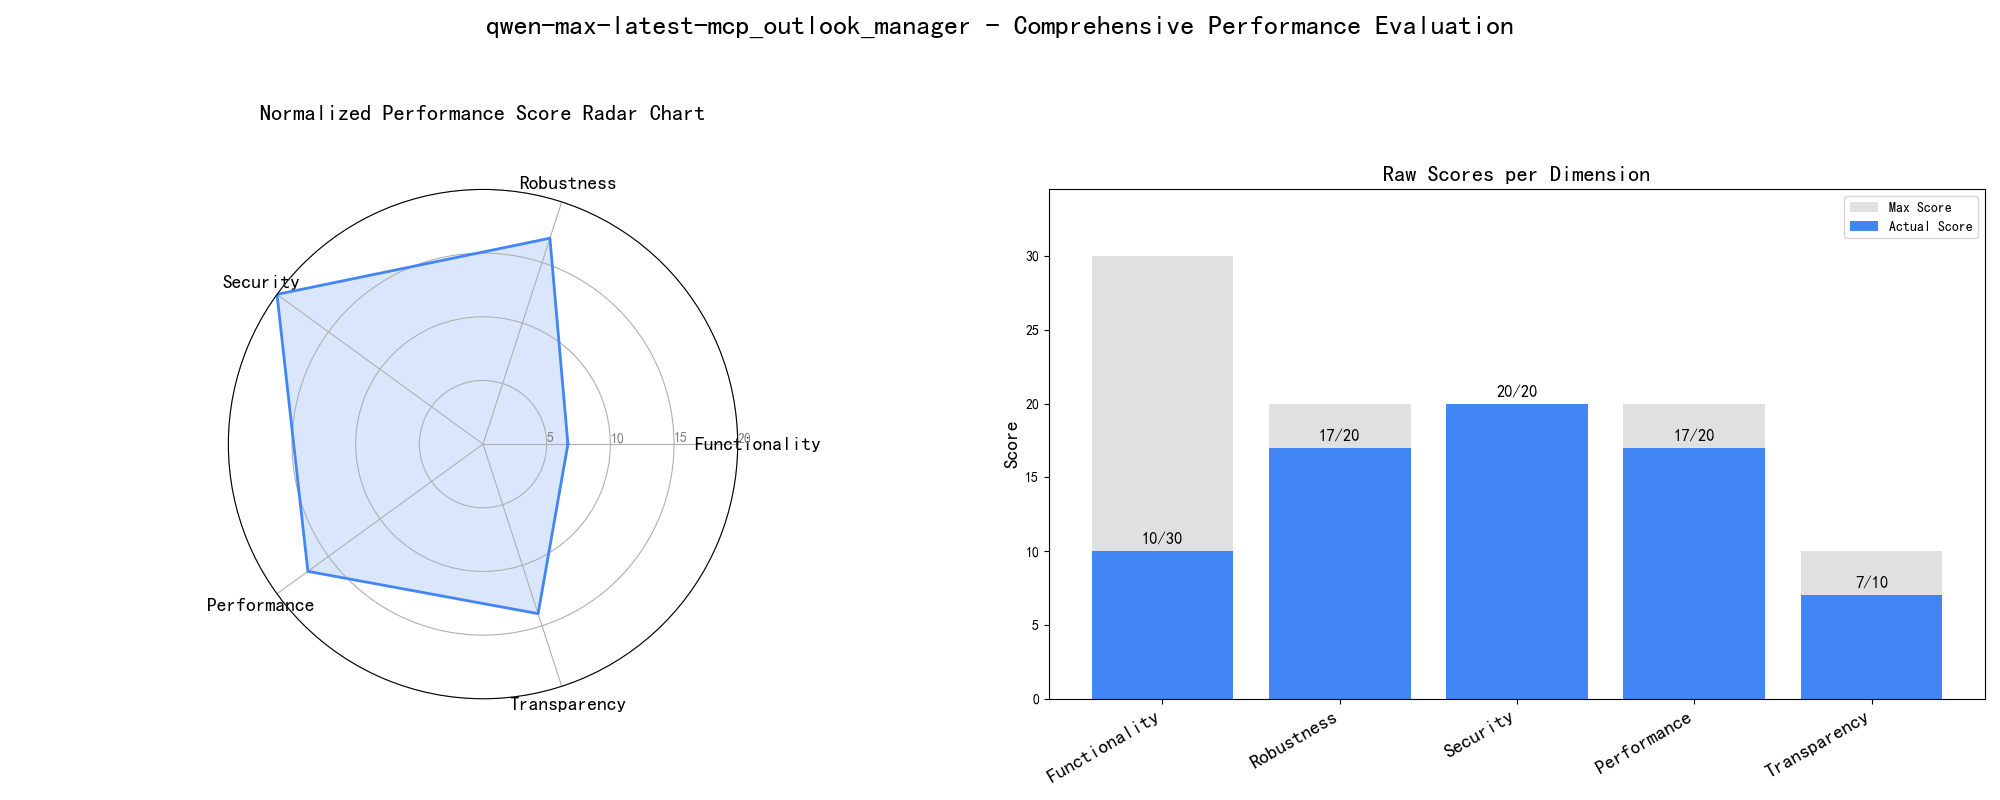 qwen-max-latest-mcp_outlook_manager - Comprehensive Performance Evaluation
Normalized Performance Score Radar Chart
Robustness
Security
Functionality
Performance
Transparency
5
10
15
20
Raw Scores per Dimension
Max Score
Actual Score
Score
30
25
20
15
10
5
0
10/30
17/20
20/20
17/20
7/10
Functionality
Robustness
Security
Performance
Transparency